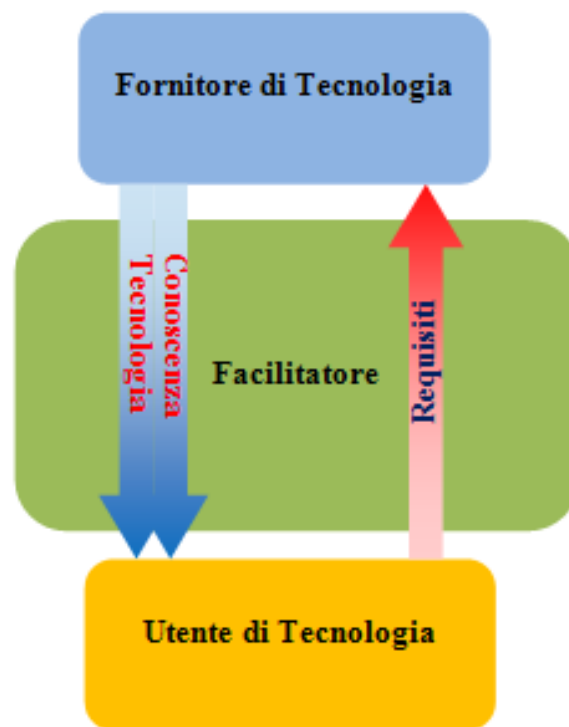 Fornitore di Tecnologia
Tecnologia
Conoscenza
Facilitatore
Requisiti
Utente di Tecnologia